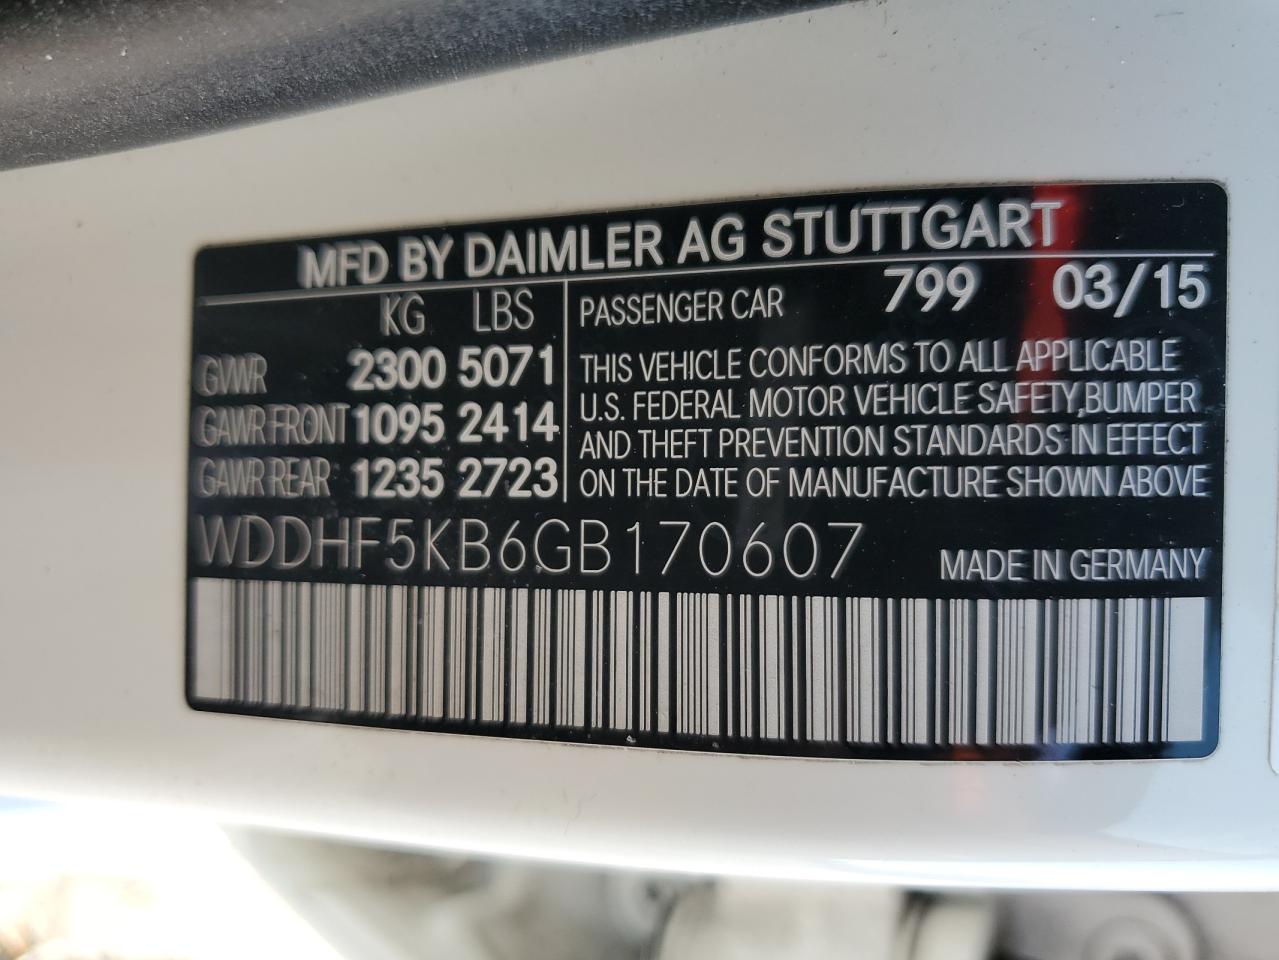 MFD BY DAIMLER AG STUTTGART
KG LBS
GVWR 2300 5071
GAWR FRONT 1095 2414
GAWR REAR 1235 2723
PASSENGER CAR 799 03/15
THIS VEHICLE CONFORMS TO ALL APPLICABLE
U.S. FEDERAL MOTOR VEHICLE SAFETY,BUMPER
AND THEFT PREVENTION STANDARDS IN EFFECT
ON THE DATE OF MANUFACTURE SHOWN ABOVE
WDDHF5KB6GB170607
MADE IN GERMANY